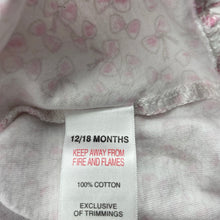 12/18 MONTHS
KEEP AWAY FROM
FIRE AND FLAMES
100% COTTON
EXCLUSIVE
OF TRIMMINGS